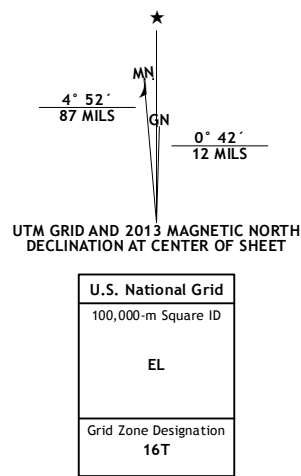 ★
MN
4° 52´
87 MILS
GN
0° 42´
12 MILS
UTM GRID AND 2013 MAGNETIC NORTH
DECLINATION AT CENTER OF SHEET
U.S. National Grid
100,000-m Square ID
EL
Grid Zone Designation
16T